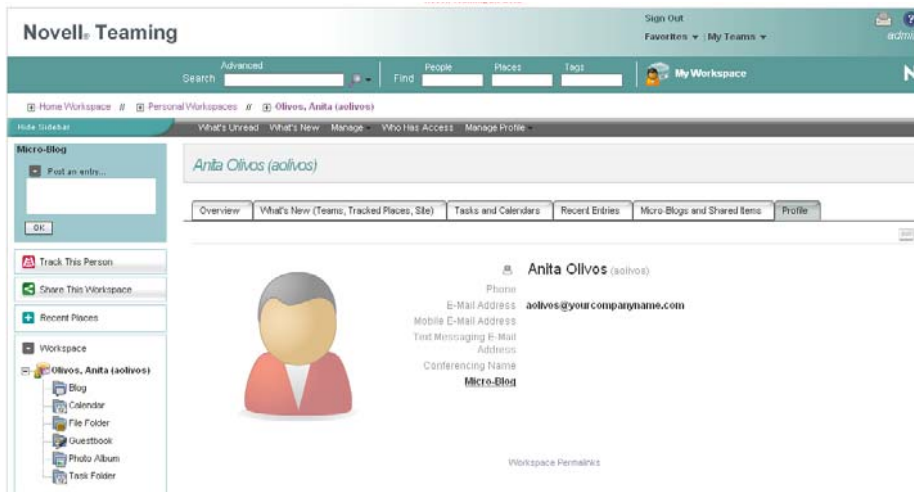 Novell® Teaming
Sign Out
Favorites My Teams
Advanced
Search
Find
People
Places
Tags
My Workspace
N
Home Workspace // Personal Workspaces // Olivos, Anita (aolivos)
Hide Sidebar
What's Unread What's New Manage Who Has Access Manage Profile
Micro-Blog
Post an entry...
OK
Track This Person
Share This Workspace
Recent Places
Workspace
Olivos, Anita (aolivos)
Blog
Calendar
File Folder
Guestbook
Photo Album
Task Folder
Anita Olivos (aolivos)
Overview What's New (Teams, Tracked Places, Site) Tasks and Calendars Recent Entries Micro-Blogs and Shared Items Profile
Anita Olivos (aolivos)
Phone
E-Mail Address aolivos@yourcompanyname.com
Mobile E-Mail Address
Text Messaging E-Mail
Address
Conferencing Name
Micro-Blog
Workspace Permalinks